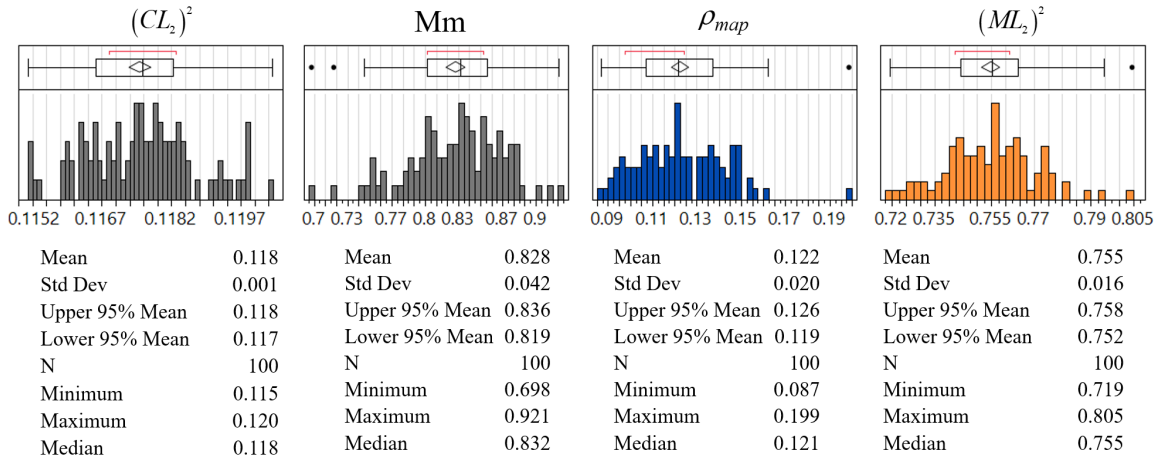 (CL₂)² Mm ρmap (ML₂)²
0.1152 0.1167 0.1182 0.1197 0.7 0.73 0.77 0.8 0.83 0.87 0.9 0.09 0.11 0.13 0.15 0.17 0.19 0.72 0.735 0.755 0.77 0.79 0.805
Mean 0.118
Std Dev 0.001
Upper 95% Mean 0.118
Lower 95% Mean 0.117
N 100
Minimum 0.115
Maximum 0.120
Median 0.118
Mean 0.828
Std Dev 0.042
Upper 95% Mean 0.836
Lower 95% Mean 0.819
N 100
Minimum 0.698
Maximum 0.921
Median 0.832
Mean 0.122
Std Dev 0.020
Upper 95% Mean 0.126
Lower 95% Mean 0.119
N 100
Minimum 0.087
Maximum 0.199
Median 0.121
Mean 0.755
Std Dev 0.016
Upper 95% Mean 0.758
Lower 95% Mean 0.752
N 100
Minimum 0.719
Maximum 0.805
Median 0.755